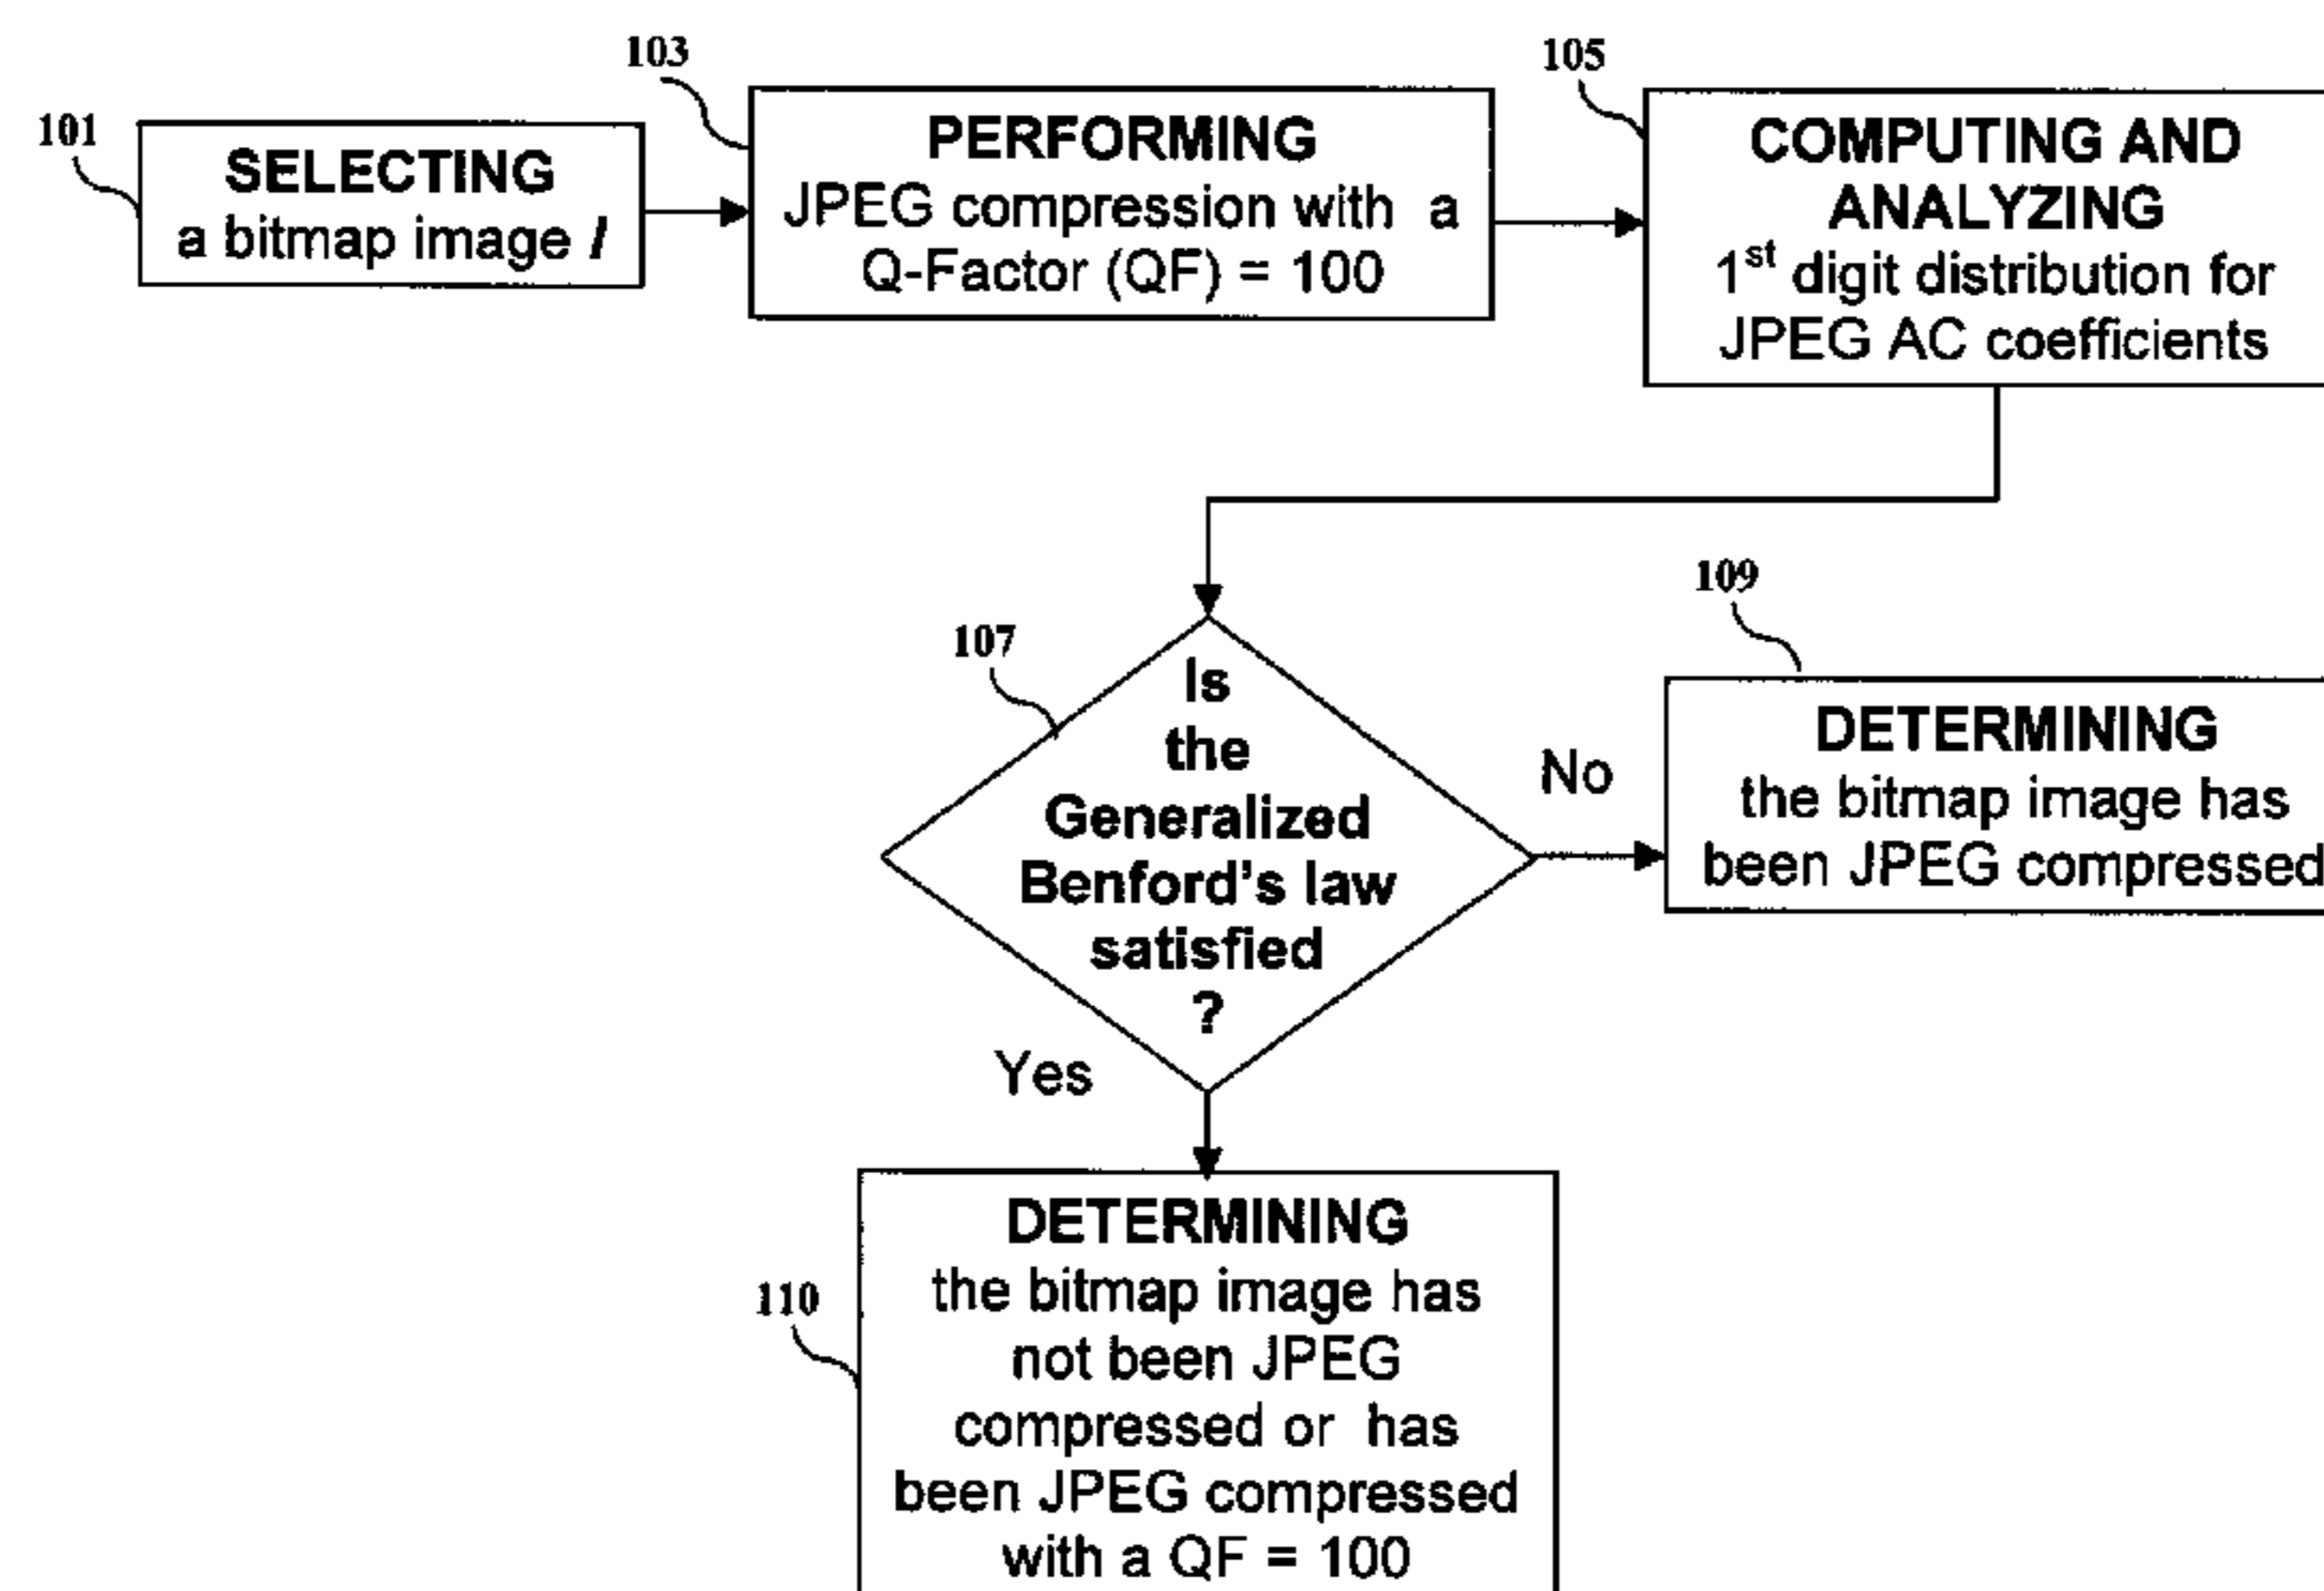 103
105
101
SELECTING
a bitmap image I
PERFORMING
JPEG compression with a
Q-Factor (QF) = 100
COMPUTING AND
ANALYZING
1st digit distribution for
JPEG AC coefficients
107
Is
the
Generalized
Benford's law
satisfied
?
No
Yes
109
DETERMINING
the bitmap image has
been JPEG compressed
110
DETERMINING
the bitmap image has
not been JPEG
compressed or has
been JPEG compressed
with a QF = 100